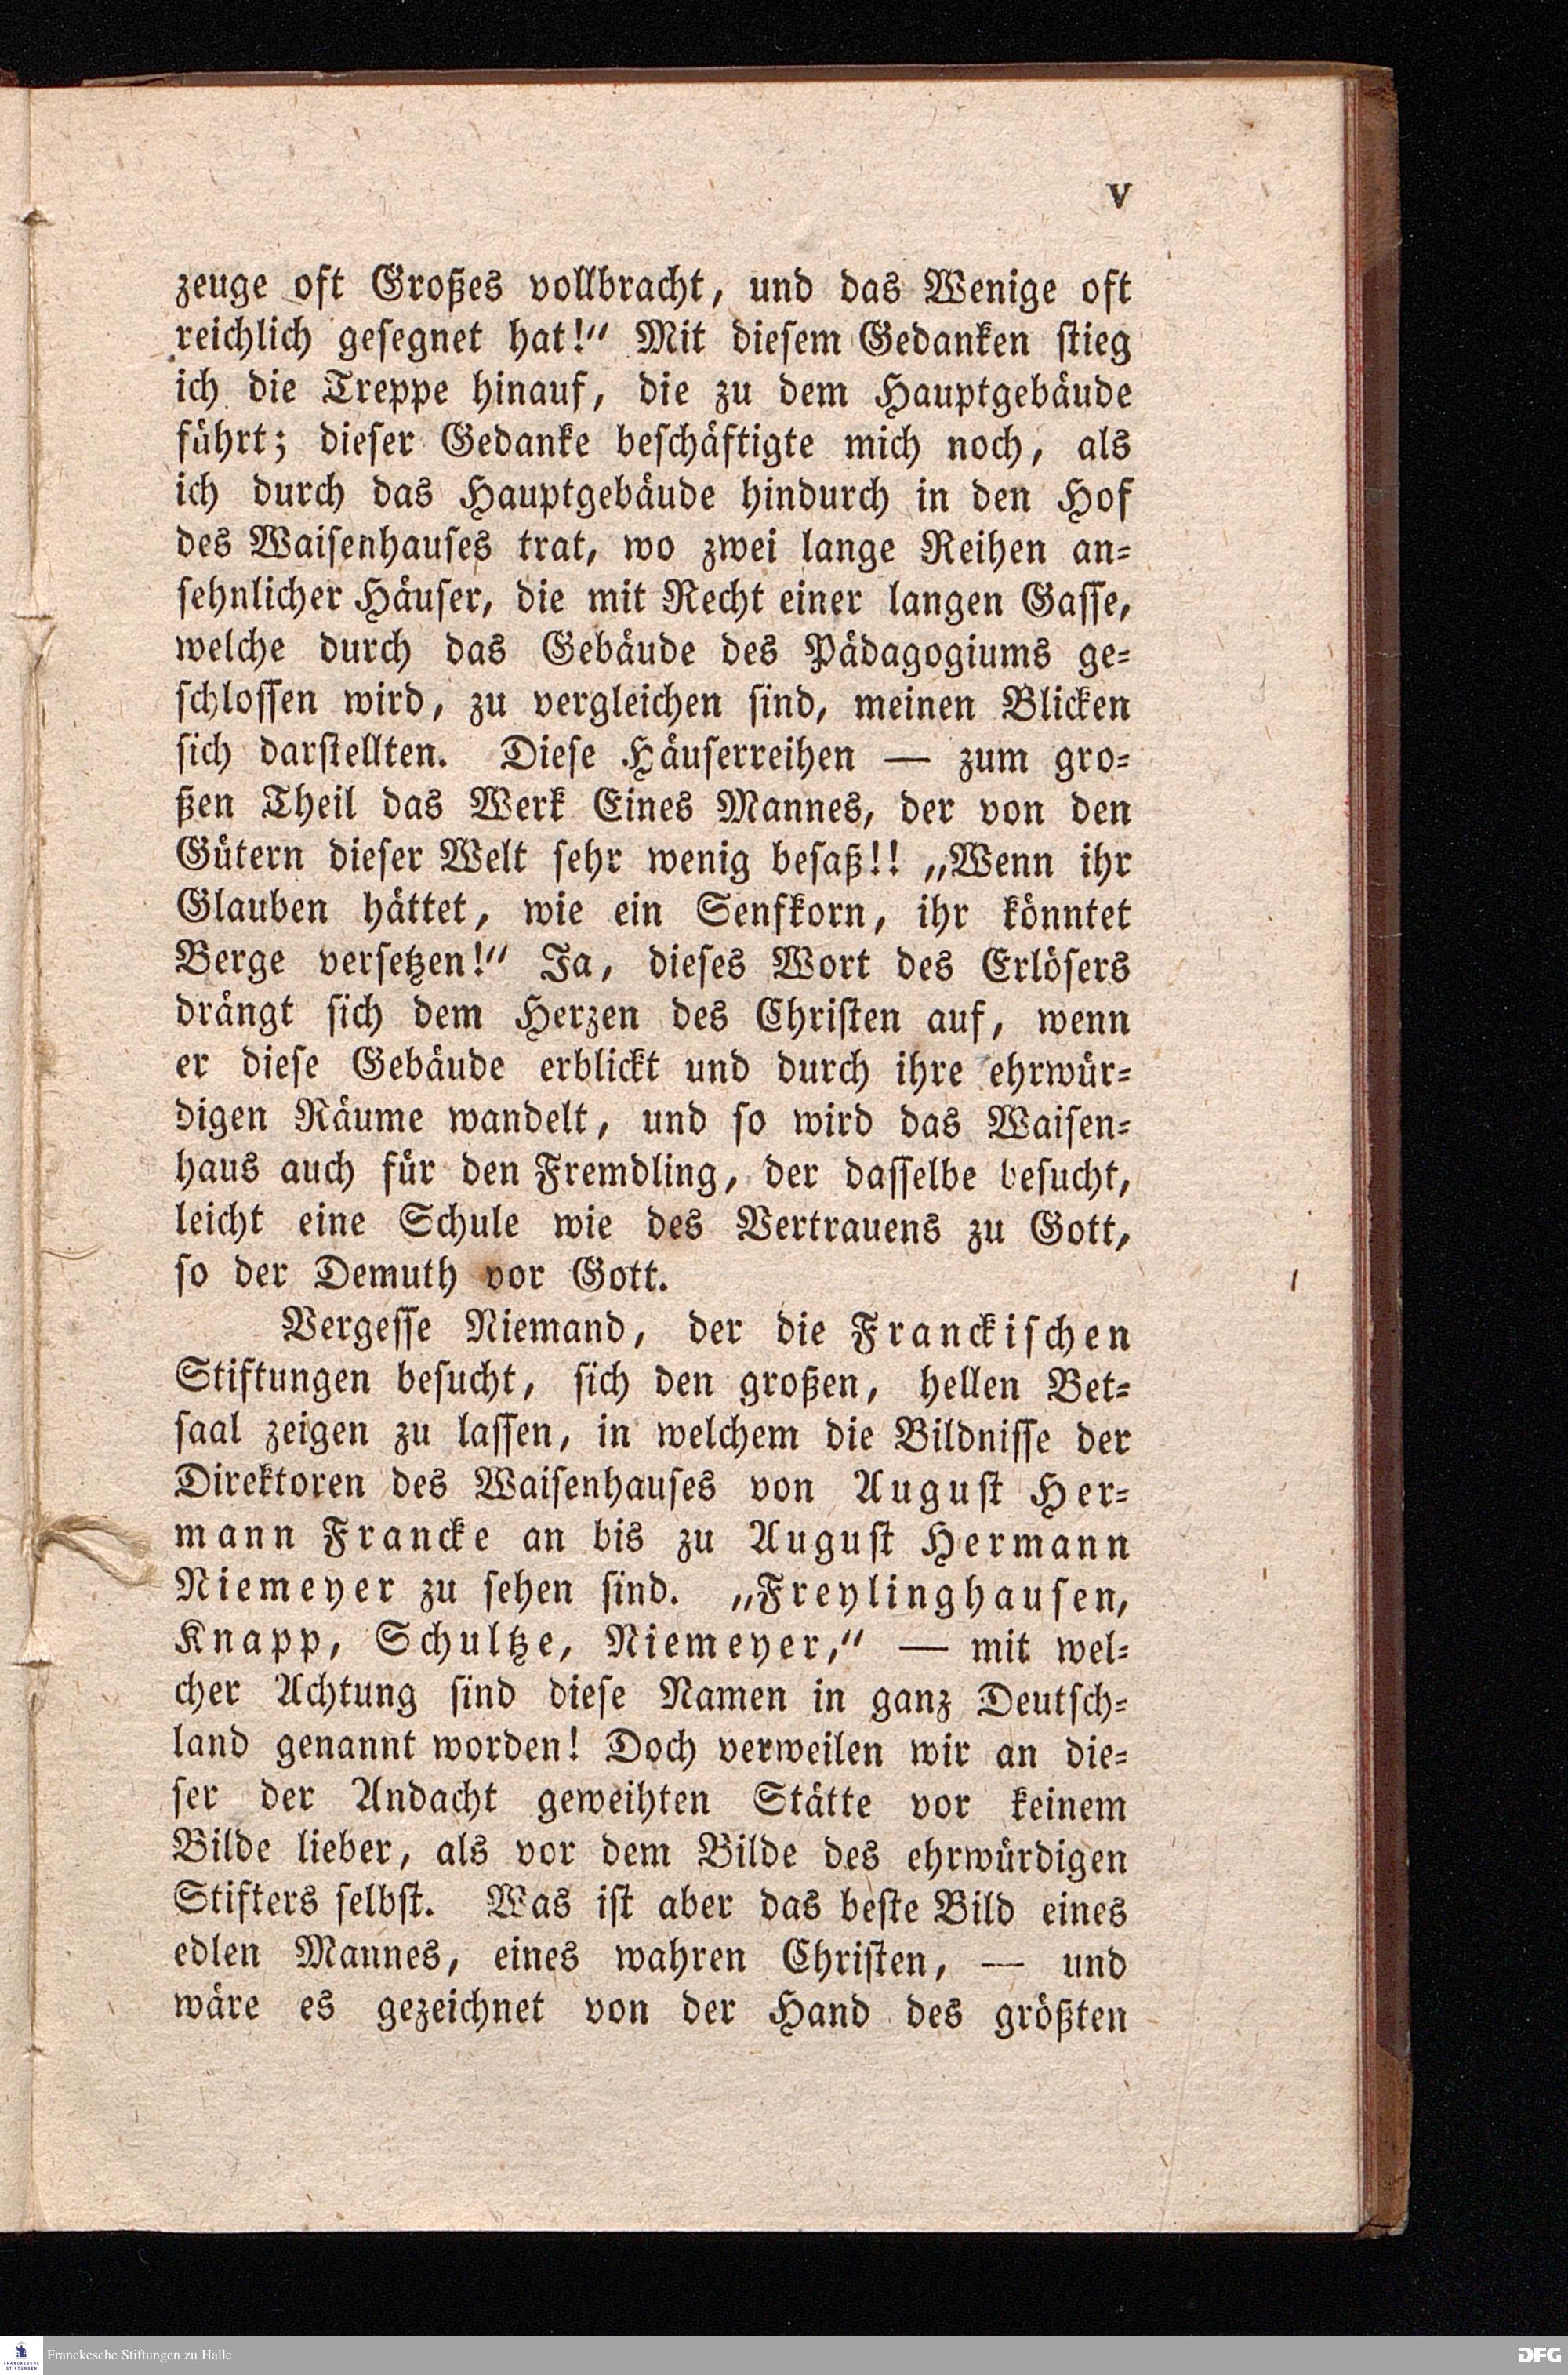 V
zeuge oft Großes vollbracht, und das Wenige oft
reichlich gesegnet hat!“ Mit diesem Gedanken stieg
ich die Treppe hinauf, die zu dem Hauptgebäude
führt; dieser Gedanke beschäftigte mich noch, als
ich durch das Hauptgebäude hindurch in den Hof
des Waisenhauses trat, wo zwei lange Reihen an-
sehnlicher Häuser, die mit Recht einer langen Gasse,
welche durch das Gebäude des Pädagogiums ge-
schlossen wird, zu vergleichen sind, meinen Blicken
sich darstellten. Diese Häuserreihen — zum gro-
ßen Theil das Werk Eines Mannes, der von den
Gütern dieser Welt sehr wenig besaß!! „Wenn ihr
Glauben hättet, wie ein Senfkorn, ihr könntet
Berge versetzen!“ Ja, dieses Wort des Erlösers
drängt sich dem Herzen des Christen auf, wenn
er diese Gebäude erblickt und durch ihre ehrwür-
digen Räume wandelt, und so wird das Waisen-
haus auch für den Fremdling, der dasselbe besucht,
leicht eine Schule wie des Vertrauens zu Gott,
so der Demuth vor Gott.
Vergesse Niemand, der die Franckischen
Stiftungen besucht, sich den großen, hellen Bet-
saal zeigen zu lassen, in welchem die Bildnisse der
Direktoren des Waisenhauses von August Her-
mann Francke an bis zu August Hermann
Niemeyer zu sehen sind. „Freylinghausen,
Knapp, Schultze, Niemeyer,“ — mit wel-
cher Achtung sind diese Namen in ganz Deutsch-
land genannt worden! Doch verweilen wir an die-
ser der Andacht geweihten Stätte vor keinem
Bilde lieber, als vor dem Bilde des ehrwürdigen
Stifters selbst. Was ist aber das beste Bild eines
edlen Mannes, eines wahren Christen, — und
wäre es gezeichnet von der Hand des größten
FRANCKESCHE
STIFTUNGEN
Franckesche Stiftungen zu Halle
DFG